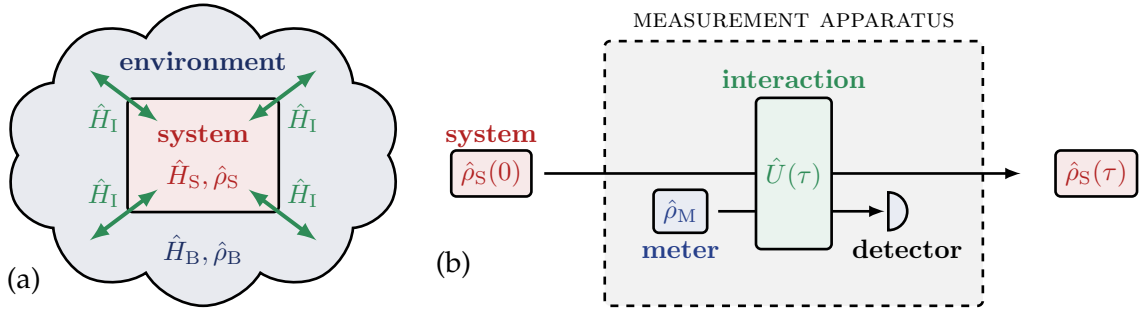 environment
Ĥ_I
Ĥ_I
system
Ĥ_S, ρ̂_S
Ĥ_I
Ĥ_I
Ĥ_B, ρ̂_B
(a)
MEASUREMENT APPARATUS
interaction
system
ρ̂_S(0)
Û(τ)
ρ̂_S(τ)
ρ̂_M
meter
detector
(b)